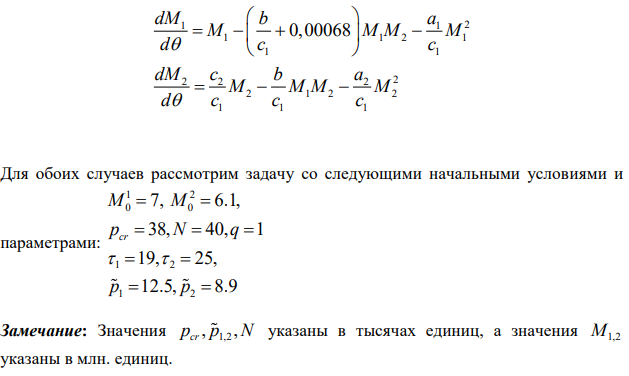 dM₁/dθ = M₁ − (b/c₁ + 0,00068) M₁M₂ − a₁/c₁ M₁²
dM₂/dθ = c₂/c₁ M₂ − b/c₁ M₁M₂ − a₂/c₁ M₂²
Для обоих случаев рассмотрим задачу со следующими начальными условиями и
параметрами:
M₀¹ = 7, M₀² = 6.1,
p_cr = 38, N = 40, q = 1
τ₁ = 19, τ₂ = 25,
p̃₁ = 12.5, p̃₂ = 8.9
Замечание: Значения p_cr, p̃₁,₂, N указаны в тысячах единиц, а значения M₁,₂
указаны в млн. единиц.